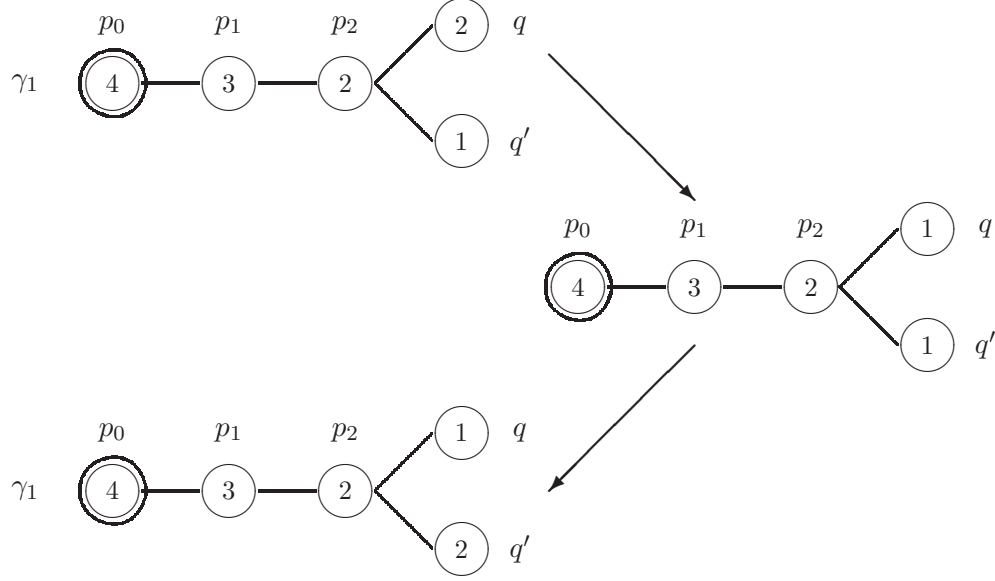 p₀ p₁ p₂ 2 q
γ₁ 4 3 2
1 q′
p₀ p₁ p₂ 1 q
4 3 2
1 q′
p₀ p₁ p₂ 1 q
γ₁ 4 3 2
2 q′